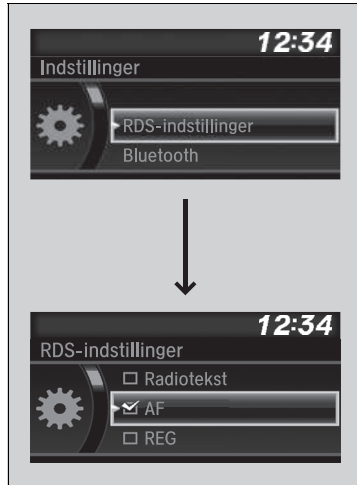 12:34
Indstillinger
RDS-indstillinger
Bluetooth
12:34
RDS-indstillinger
Radiotekst
AF
REG